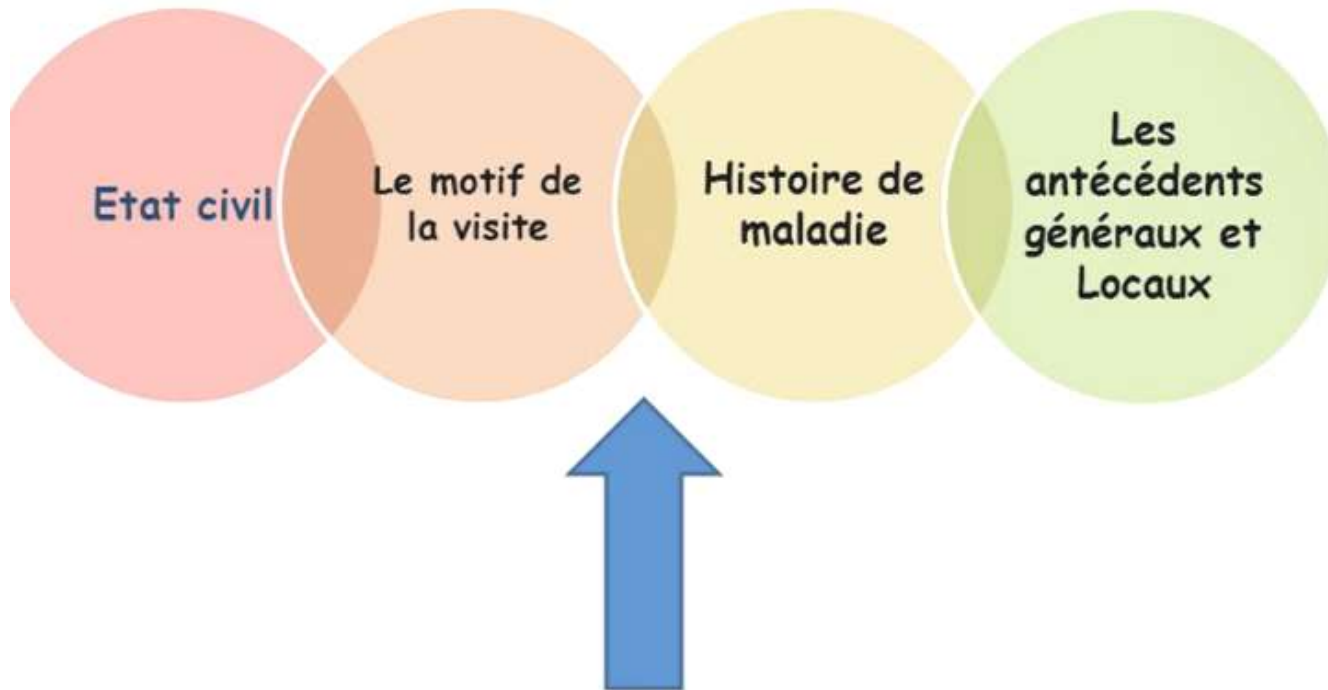 Etat civil
Le motif de
la visite
Histoire de
maladie
Les
antécédents
généraux et
Locaux